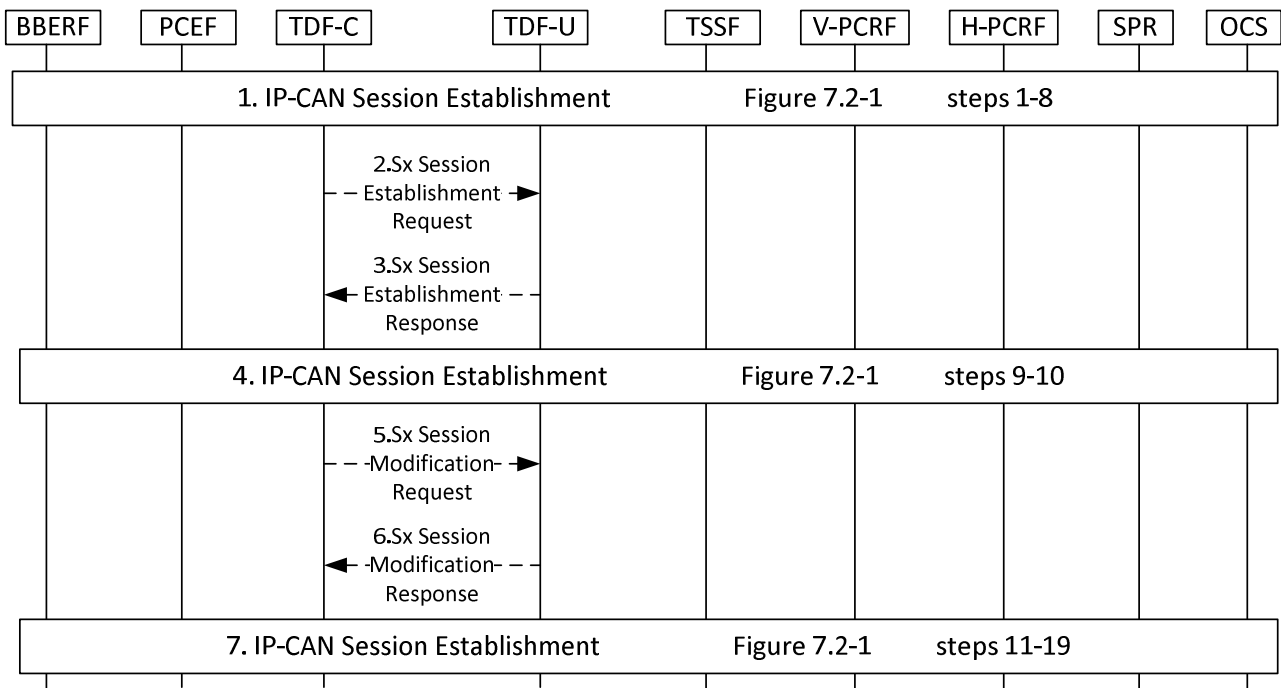 BBERF PCEF TDF-C TDF-U TSSF V-PCRF H-PCRF SPR OCS
1. IP-CAN Session Establishment Figure 7.2-1 steps 1-8
2.Sx Session
Establishment
Request
3.Sx Session
Establishment
Response
4. IP-CAN Session Establishment Figure 7.2-1 steps 9-10
5.Sx Session
Modification
Request
6.Sx Session
Modification
Response
7. IP-CAN Session Establishment Figure 7.2-1 steps 11-19